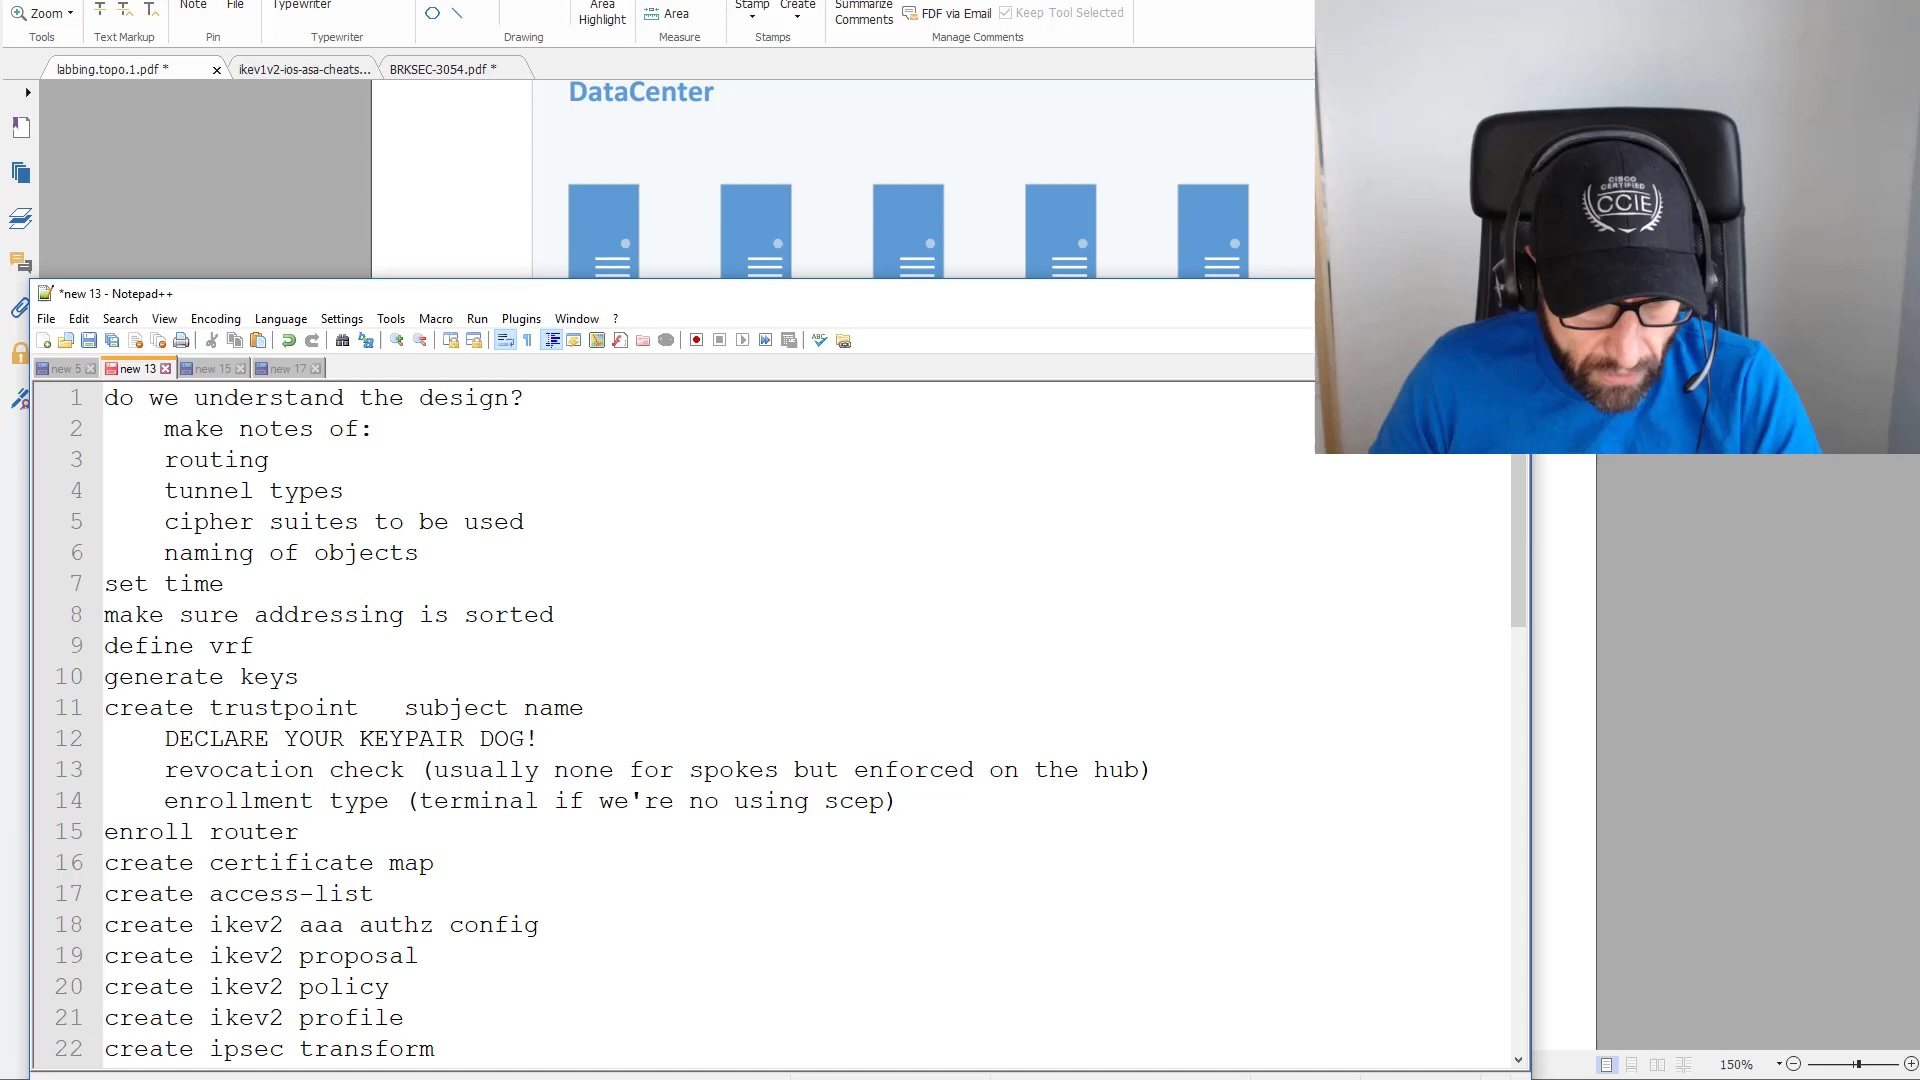 Note
File
Typewriter
Area
Highlight
Stamp
Create
Summarize
Comments
Zoom
Area
FDF via Email
Keep Tool Selected
Tools
Text Markup
Pin
Typewriter
Drawing
Measure
Stamps
Manage Comments
labbing.topo.1.pdf *
ikev1v2-ios-asa-cheats...
BRKSEC-3054.pdf *
DataCenter
CISCO
CERTIFIED
CCIE
*new 13 - Notepad++
File Edit Search View Encoding Language Settings Tools Macro Run Plugins Window ?
new 5 new 13 new 15 new 17
1 do we understand the design?
2 make notes of:
3 routing
4 tunnel types
5 cipher suites to be used
6 naming of objects
7 set time
8 make sure addressing is sorted
9 define vrf
10 generate keys
11 create trustpoint subject name
12 DECLARE YOUR KEYPAIR DOG!
13 revocation check (usually none for spokes but enforced on the hub)
14 enrollment type (terminal if we're no using scep)
15 enroll router
16 create certificate map
17 create access-list
18 create ikev2 aaa authz config
19 create ikev2 proposal
20 create ikev2 policy
21 create ikev2 profile
22 create ipsec transform
150%